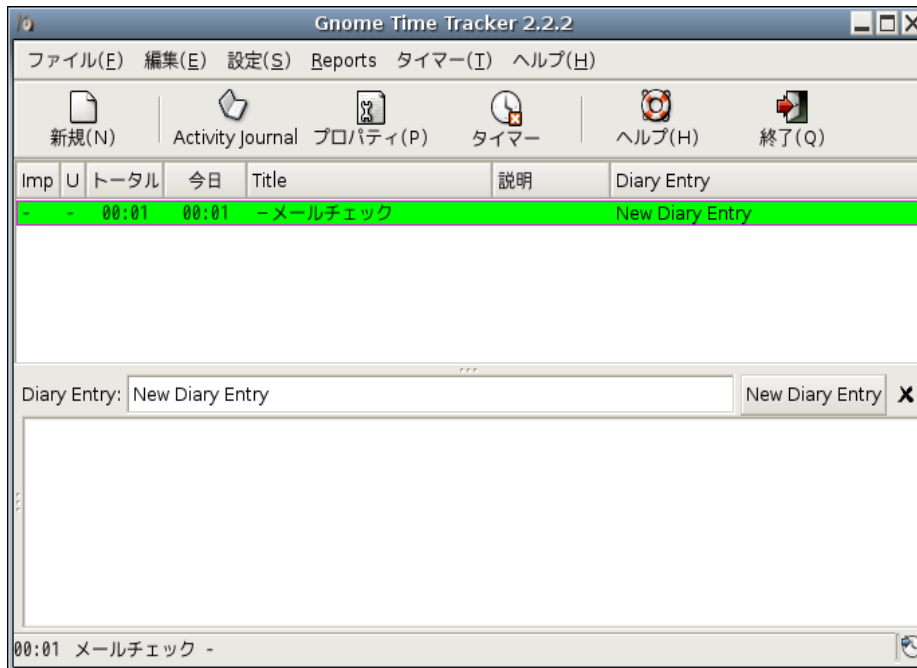 Gnome Time Tracker 2.2.2
ファイル(F) 編集(E) 設定(S) Reports タイマー(T) ヘルプ(H)
新規(N) Activity Journal プロパティ(P) タイマー ヘルプ(H) 終了(Q)
Imp U トータル 今日 Title 説明 Diary Entry
- - 00:01 00:01 −メールチェック New Diary Entry
Diary Entry: New Diary Entry New Diary Entry
00:01 メールチェック -